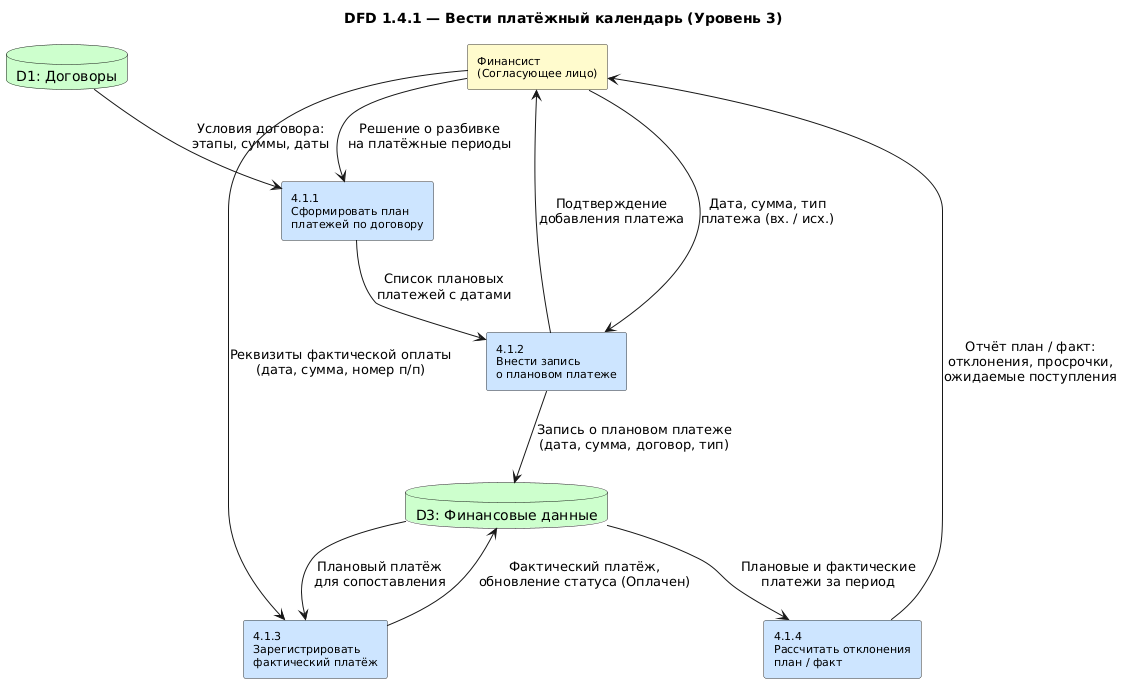 DFD 1.4.1 — Вести платёжный календарь (Уровень 3)
D1: Договоры
Финансист
(Согласующее лицо)
Условия договора:
этапы, суммы, даты
Решение о разбивке
на платёжные периоды
4.1.1
Сформировать план
платежей по договору
Подтверждение
добавления платежа
Дата, сумма, тип
платежа (вх. / исх.)
Список плановых
платежей с датами
4.1.2
Внести запись
о плановом платеже
Реквизиты фактической оплаты
(дата, сумма, номер п/п)
Отчёт план / факт:
отклонения, просрочки,
ожидаемые поступления
Запись о плановом платеже
(дата, сумма, договор, тип)
D3: Финансовые данные
Плановый платёж
для сопоставления
Фактический платёж,
обновление статуса (Оплачен)
Плановые и фактические
платежи за период
4.1.3
Зарегистрировать
фактический платёж
4.1.4
Рассчитать отклонения
план / факт